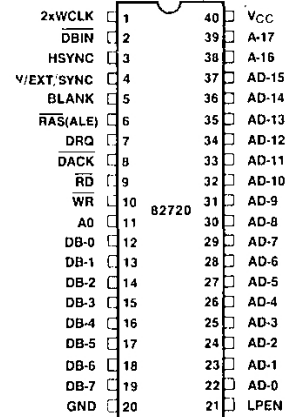 2xWCLK 1 40 VCC
DBIN 2 39 A-17
HSYNC 3 38 A-16
V/EXT, SYNC 4 37 AD-15
BLANK 5 36 AD-14
RAS(ALE) 6 35 AD-13
DRQ 7 34 AD-12
DACK 8 33 AD-11
RD 9 32 AD-10
WR 10 31 AD-9
82720
A0 11 30 AD-8
DB-0 12 29 AD-7
DB-1 13 28 AD-6
DB-2 14 27 AD-5
DB-3 15 26 AD-4
DB-4 16 25 AD-3
DB-5 17 24 AD-2
DB-6 18 23 AD-1
DB-7 19 22 AD-0
GND 20 21 LPEN